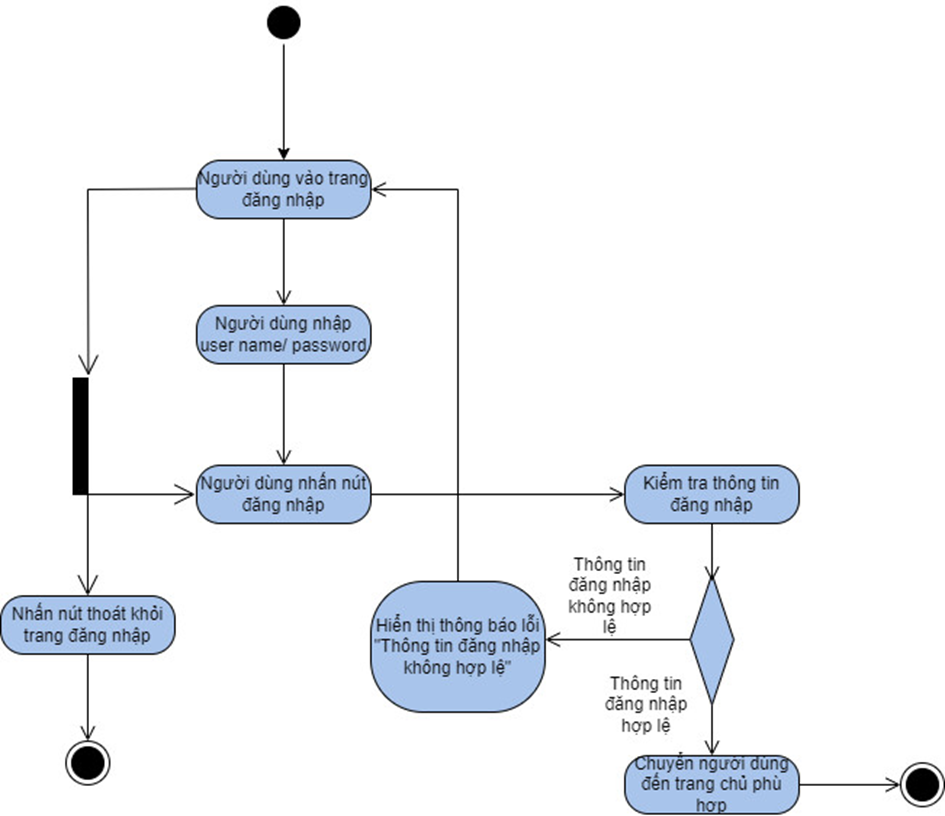 Người dùng vào trang
đăng nhập
Người dùng nhập
user name/ password
Người dùng nhấn nút
đăng nhập
Kiểm tra thông tin
đăng nhập
Thông tin
đăng nhập
không hợp
lệ
Hiển thị thông báo lỗi
"Thông tin đăng nhập
không hợp lệ"
Nhấn nút thoát khỏi
trang đăng nhập
Thông tin
đăng nhập
hợp lệ
Chuyển người dùng
đến trang chủ phù
hợp